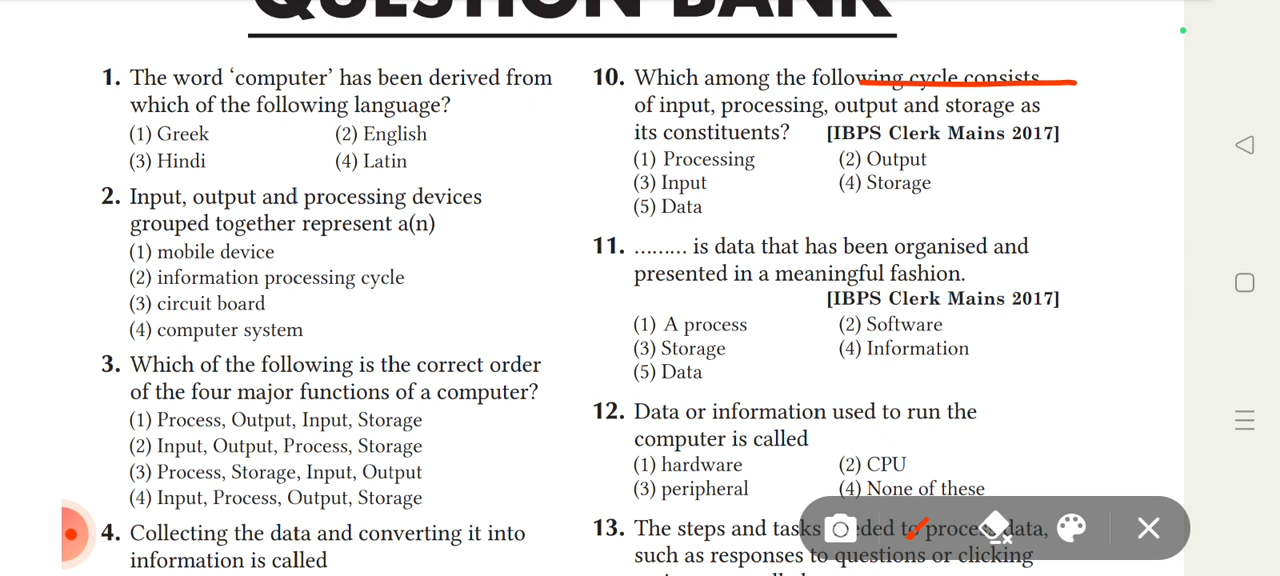 QUESTION BANK
1. The word ‘computer’ has been derived from
which of the following language?
(1) Greek (2) English
(3) Hindi (4) Latin
2. Input, output and processing devices
grouped together represent a(n)
(1) mobile device
(2) information processing cycle
(3) circuit board
(4) computer system
3. Which of the following is the correct order
of the four major functions of a computer?
(1) Process, Output, Input, Storage
(2) Input, Output, Process, Storage
(3) Process, Storage, Input, Output
(4) Input, Process, Output, Storage
4. Collecting the data and converting it into
information is called
10. Which among the following cycle consists
of input, processing, output and storage as
its constituents? [IBPS Clerk Mains 2017]
(1) Processing (2) Output
(3) Input (4) Storage
(5) Data
11. ......... is data that has been organised and
presented in a meaningful fashion.
[IBPS Clerk Mains 2017]
(1) A process (2) Software
(3) Storage (4) Information
(5) Data
12. Data or information used to run the
computer is called
(1) hardware (2) CPU
(3) peripheral (4) None of these
13. The steps and tasks to process data,
such as responses to questions or clicking